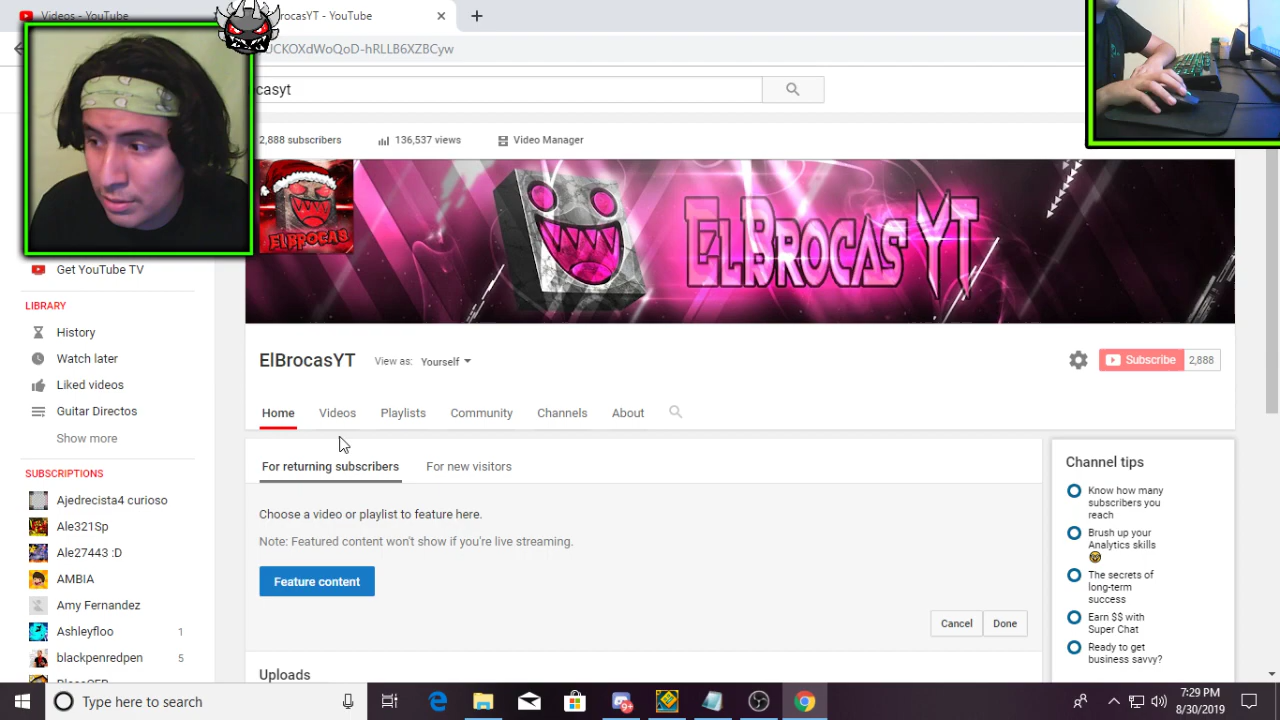 Videos - YouTube
BrocasYT - YouTube
UCKOXdWoQoD-hRLLB6XZBCyw
casyt
2,888 subscribers
136,537 views
Video Manager
ELBROCAS
ELBROCAS YT
Get YouTube TV
LIBRARY
History
Watch later
Liked videos
Guitar Directos
Show more
SUBSCRIPTIONS
Ajedrecista4 curioso
Ale321Sp
Ale27443 :D
AMBIA
Amy Fernandez
Ashleyfloo 1
blackpenredpen 5
ElBrocasYT
View as: Yourself
Subscribe 2,888
Home Videos Playlists Community Channels About
For returning subscribers For new visitors
Choose a video or playlist to feature here.
Note: Featured content won't show if you're live streaming.
Feature content
Cancel Done
Uploads
Channel tips
Know how many
subscribers you
reach
Brush up your
Analytics skills
The secrets of
long-term
success
Earn $$ with
Super Chat
Ready to get
business savvy?
Type here to search
7:29 PM
8/30/2019